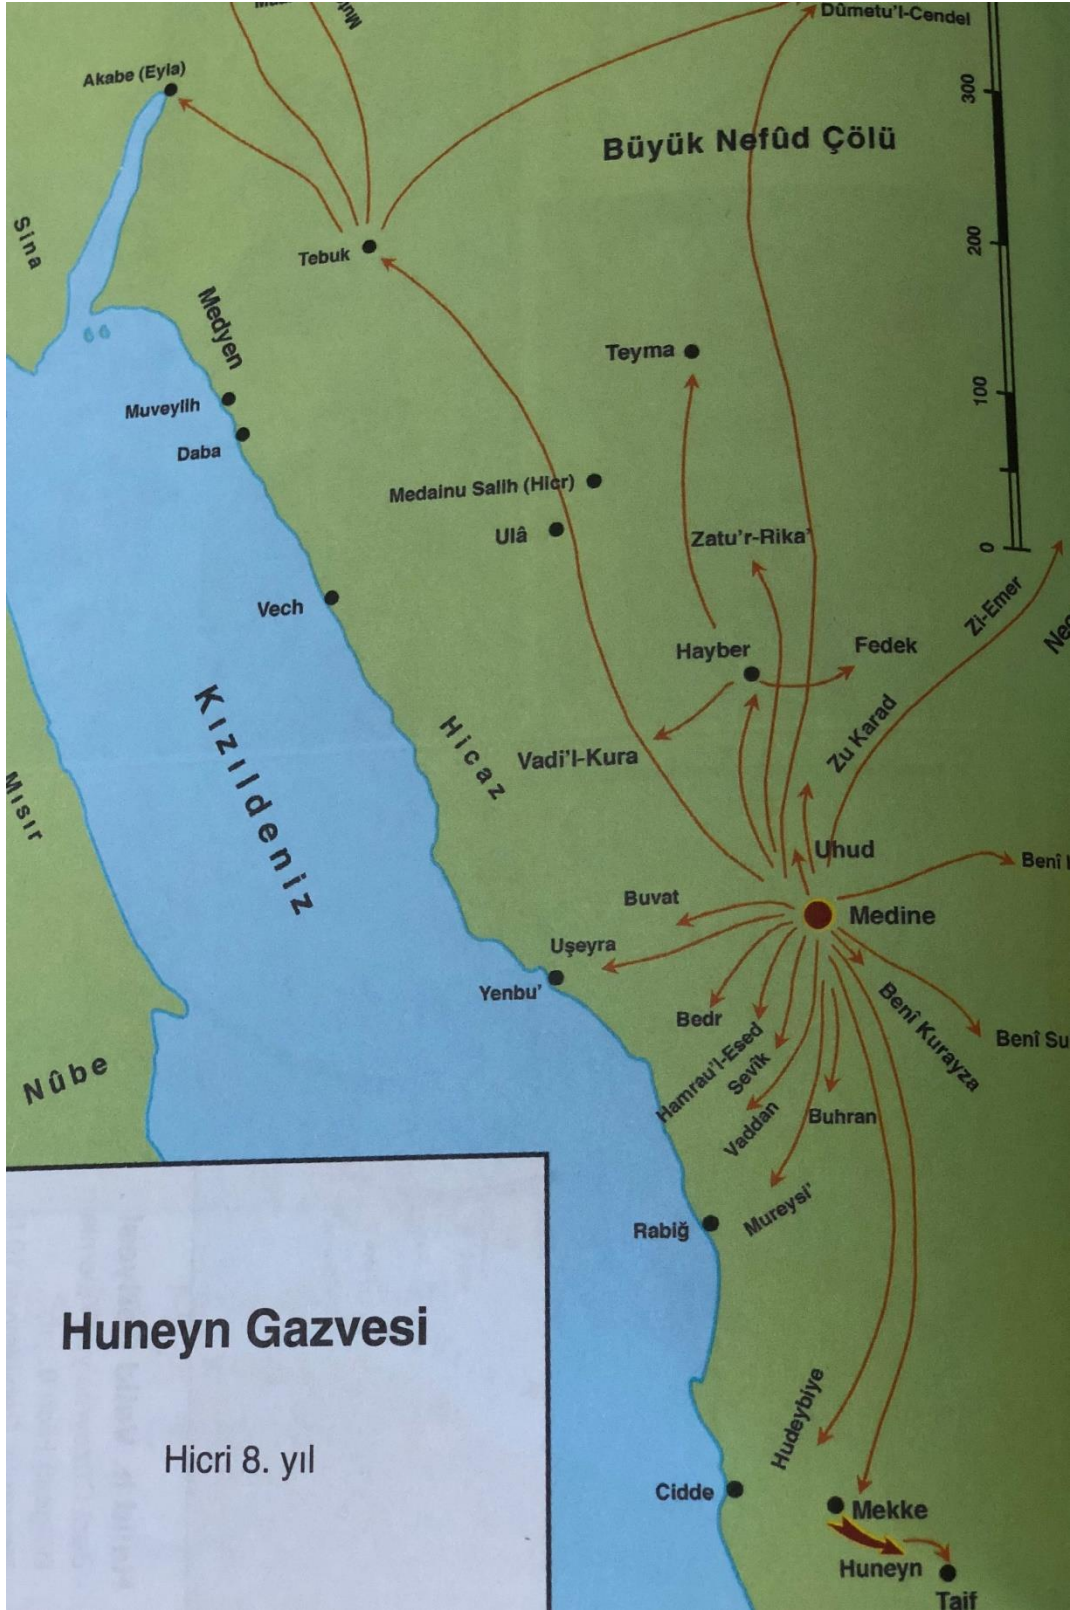 Dûmetu'l-Cendel
Akabe (Eyla)
300
Büyük Nefûd Çölü
Sina
200
Tebuk
Medyen
Teyma
100
Muveylih
Daba
Medainu Salih (Hicr)
Ulâ
Zatu'r-Rika'
0
Vech
Zi-Emer
Hayber
Fedek
Kızıldeniz
Hicaz
Zu Karad
Vadi'l-Kura
Mısır
Uhud
Benî
Buvat
Medine
Uşeyra
Yenbu'
Bedr
Benî Kurayza
Benî Su
Hamrau'l-Esed
Sevîk
Nûbe
Vaddan
Buhran
Mureysi'
Rabiğ
Huneyn Gazvesi
Hicri 8. yıl
Hudeybiye
Cidde
Mekke
Huneyn
Taif